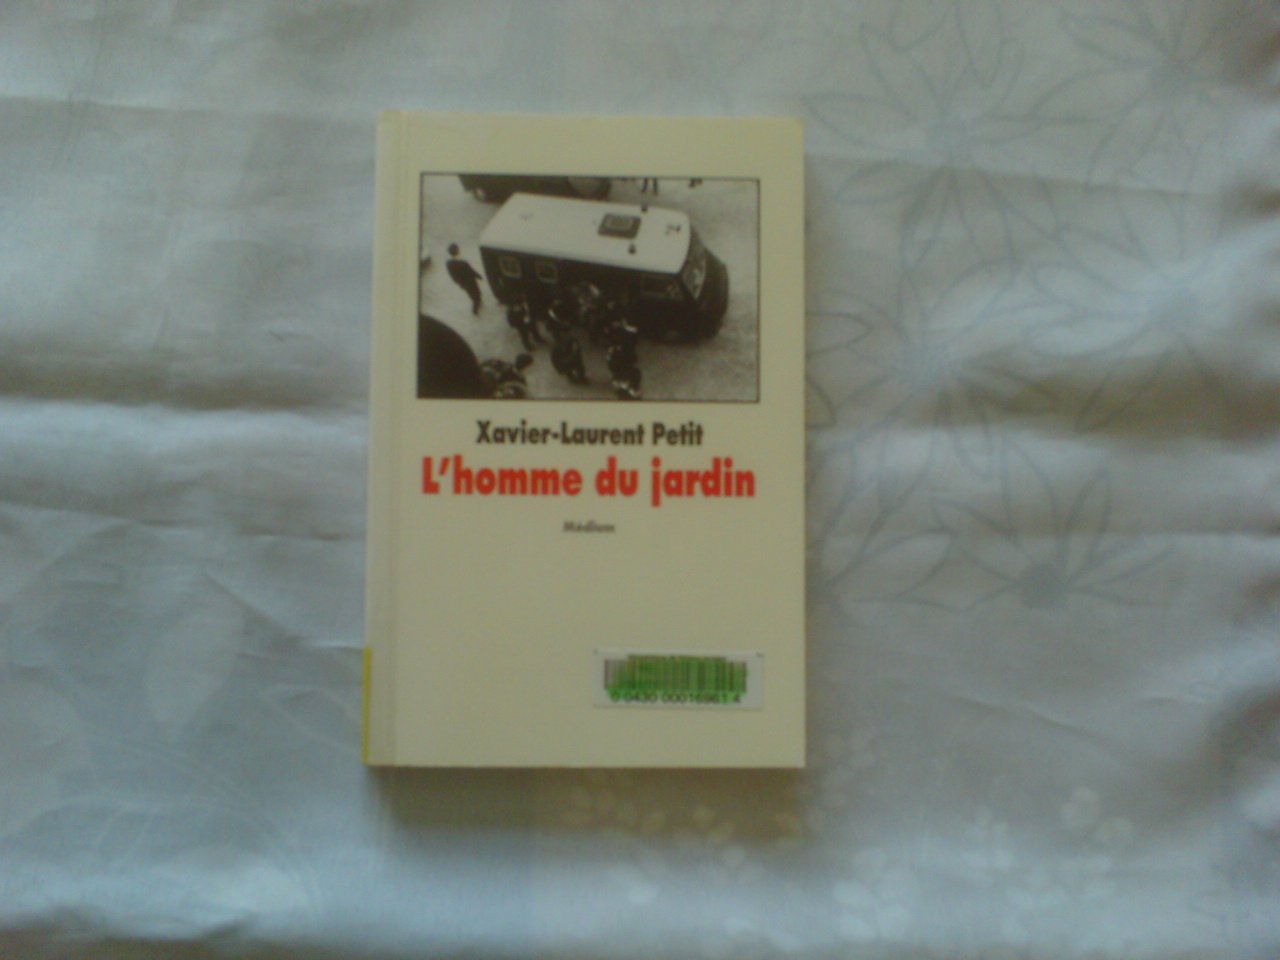 Xavier-Laurent Petit
L'homme du jardin
Médium